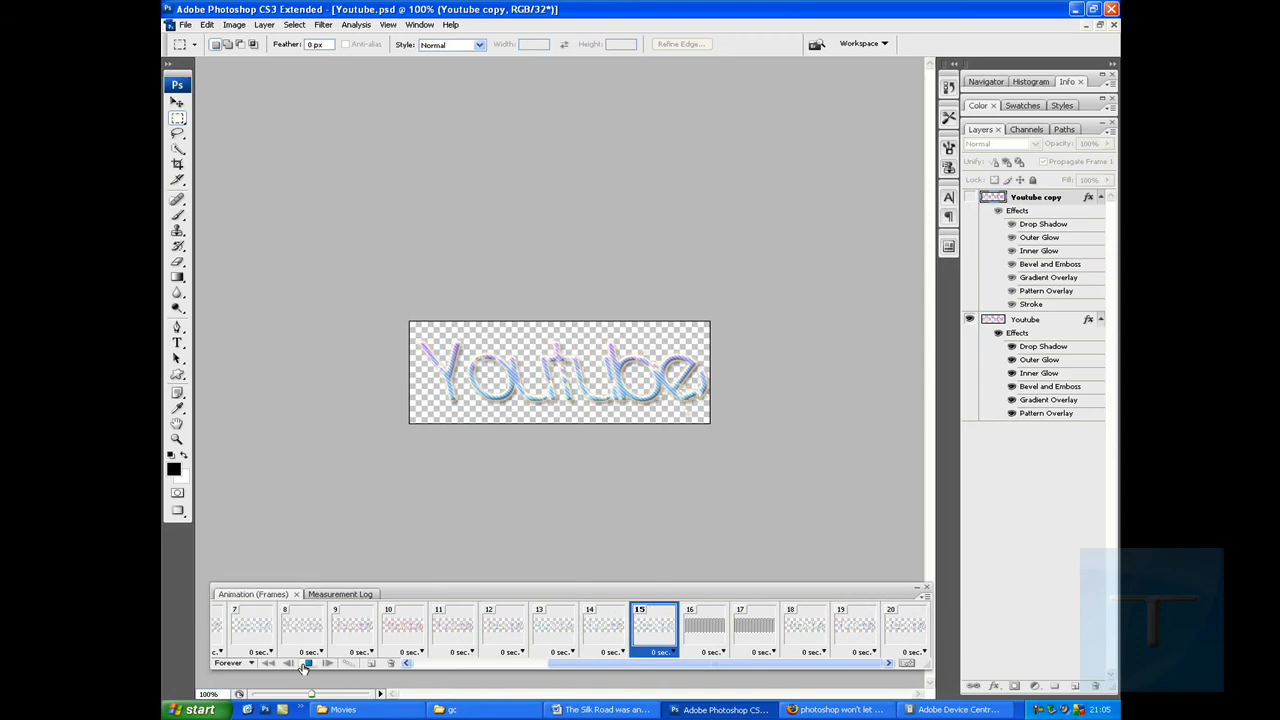 Adobe Photoshop CS3 Extended - [Youtube.psd @ 100% (Youtube copy, RGB/32*)]
File Edit Image Layer Select Filter Analysis View Window Help
Feather: 0 px Anti-alias Style: Normal Width: Height: Refine Edge... Workspace
Ps
Navigator Histogram Info
Color Swatches Styles
Layers Channels Paths
Normal Opacity: 100%
Unify: Propagate Frame 1
Lock: Fill: 100%
Youtube copy fx
Effects
Drop Shadow
Outer Glow
Inner Glow
Bevel and Emboss
Gradient Overlay
Pattern Overlay
Stroke
Youtube fx
Effects
Drop Shadow
Outer Glow
Inner Glow
Bevel and Emboss
Gradient Overlay
Pattern Overlay
Youtube
Animation (Frames) Measurement Log
7 8 9 10 11 12 13 14 15 16 17 18 19 20
c. 0 sec. 0 sec. 0 sec. 0 sec. 0 sec. 0 sec. 0 sec. 0 sec. 0 sec. 0 sec. 0 sec. 0 sec. 0 sec. 0 sec.
Forever
100%
start Movies gc The Silk Road was an... Adobe Photoshop CS... photoshop won't let ... Adobe Device Centr... 21:05
T